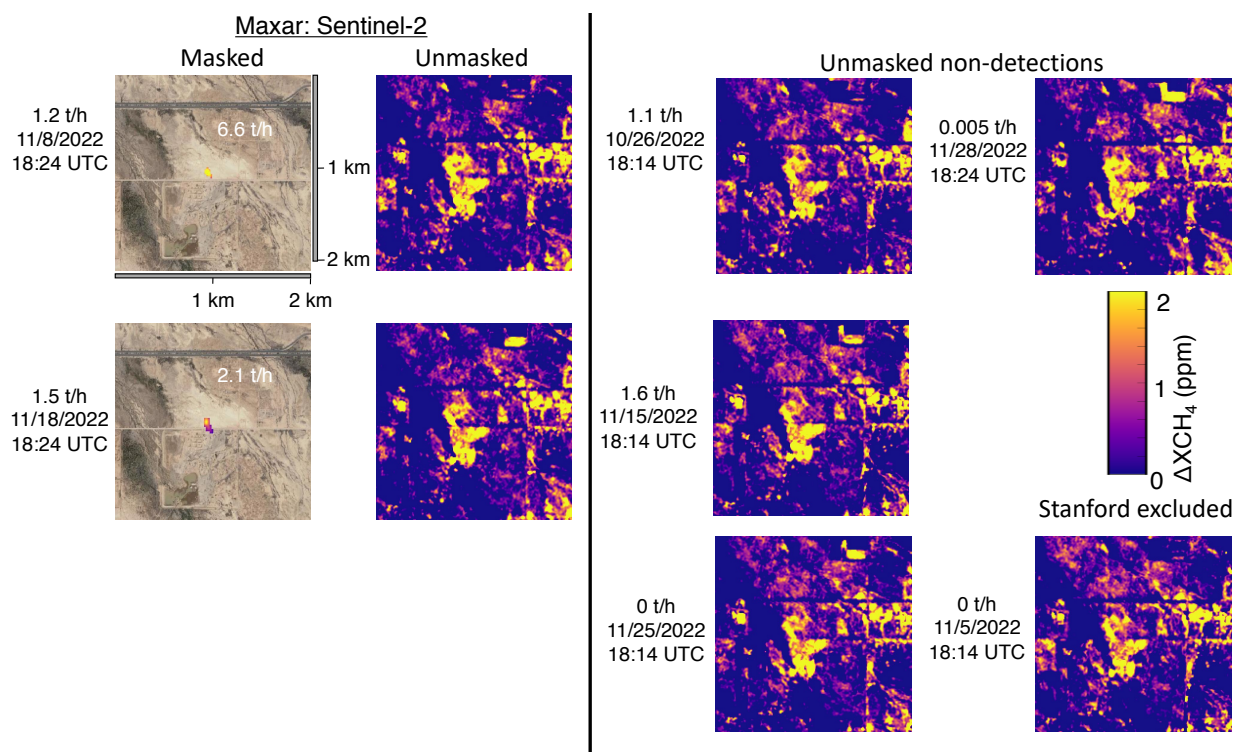 Maxar: Sentinel-2
Masked
Unmasked
1.2 t/h
11/8/2022
18:24 UTC
6.6 t/h
1 km
2 km
1 km
2 km
1.5 t/h
11/18/2022
18:24 UTC
2.1 t/h
Unmasked non-detections
1.1 t/h
10/26/2022
18:14 UTC
0.005 t/h
11/28/2022
18:24 UTC
1.6 t/h
11/15/2022
18:14 UTC
2
1
0
ΔXCH₄ (ppm)
Stanford excluded
0 t/h
11/25/2022
18:14 UTC
0 t/h
11/5/2022
18:14 UTC